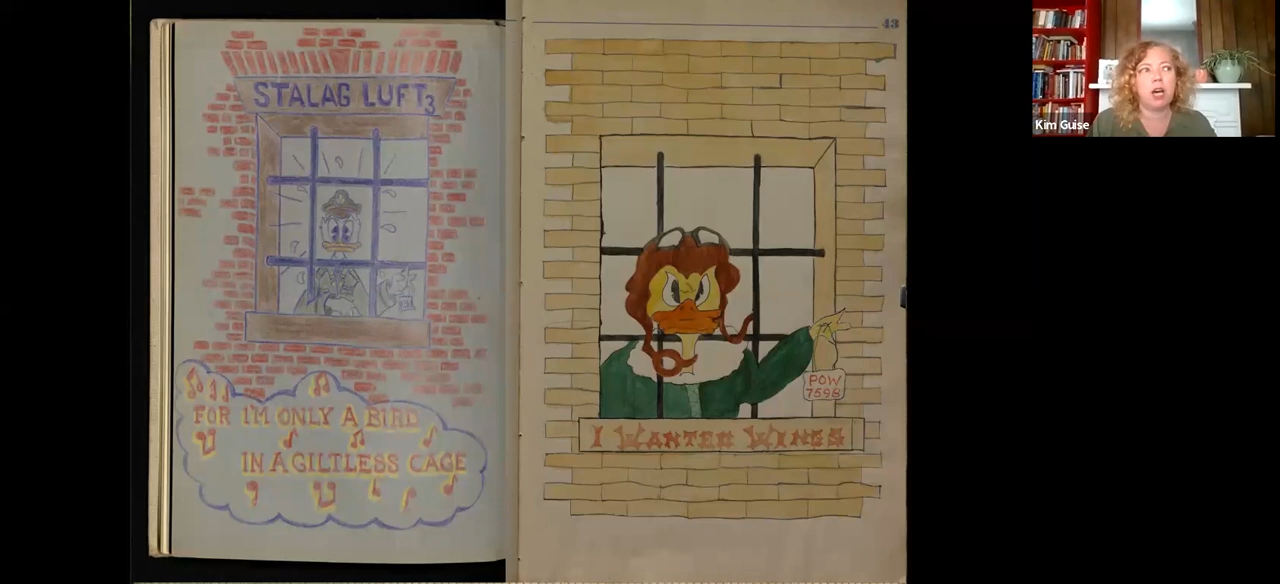 STALAG LUFT 3
FOR I'M ONLY A BIRD
IN A GILTLESS CAGE
43
POW
7598
I WANTED WINGS
Kim Guise